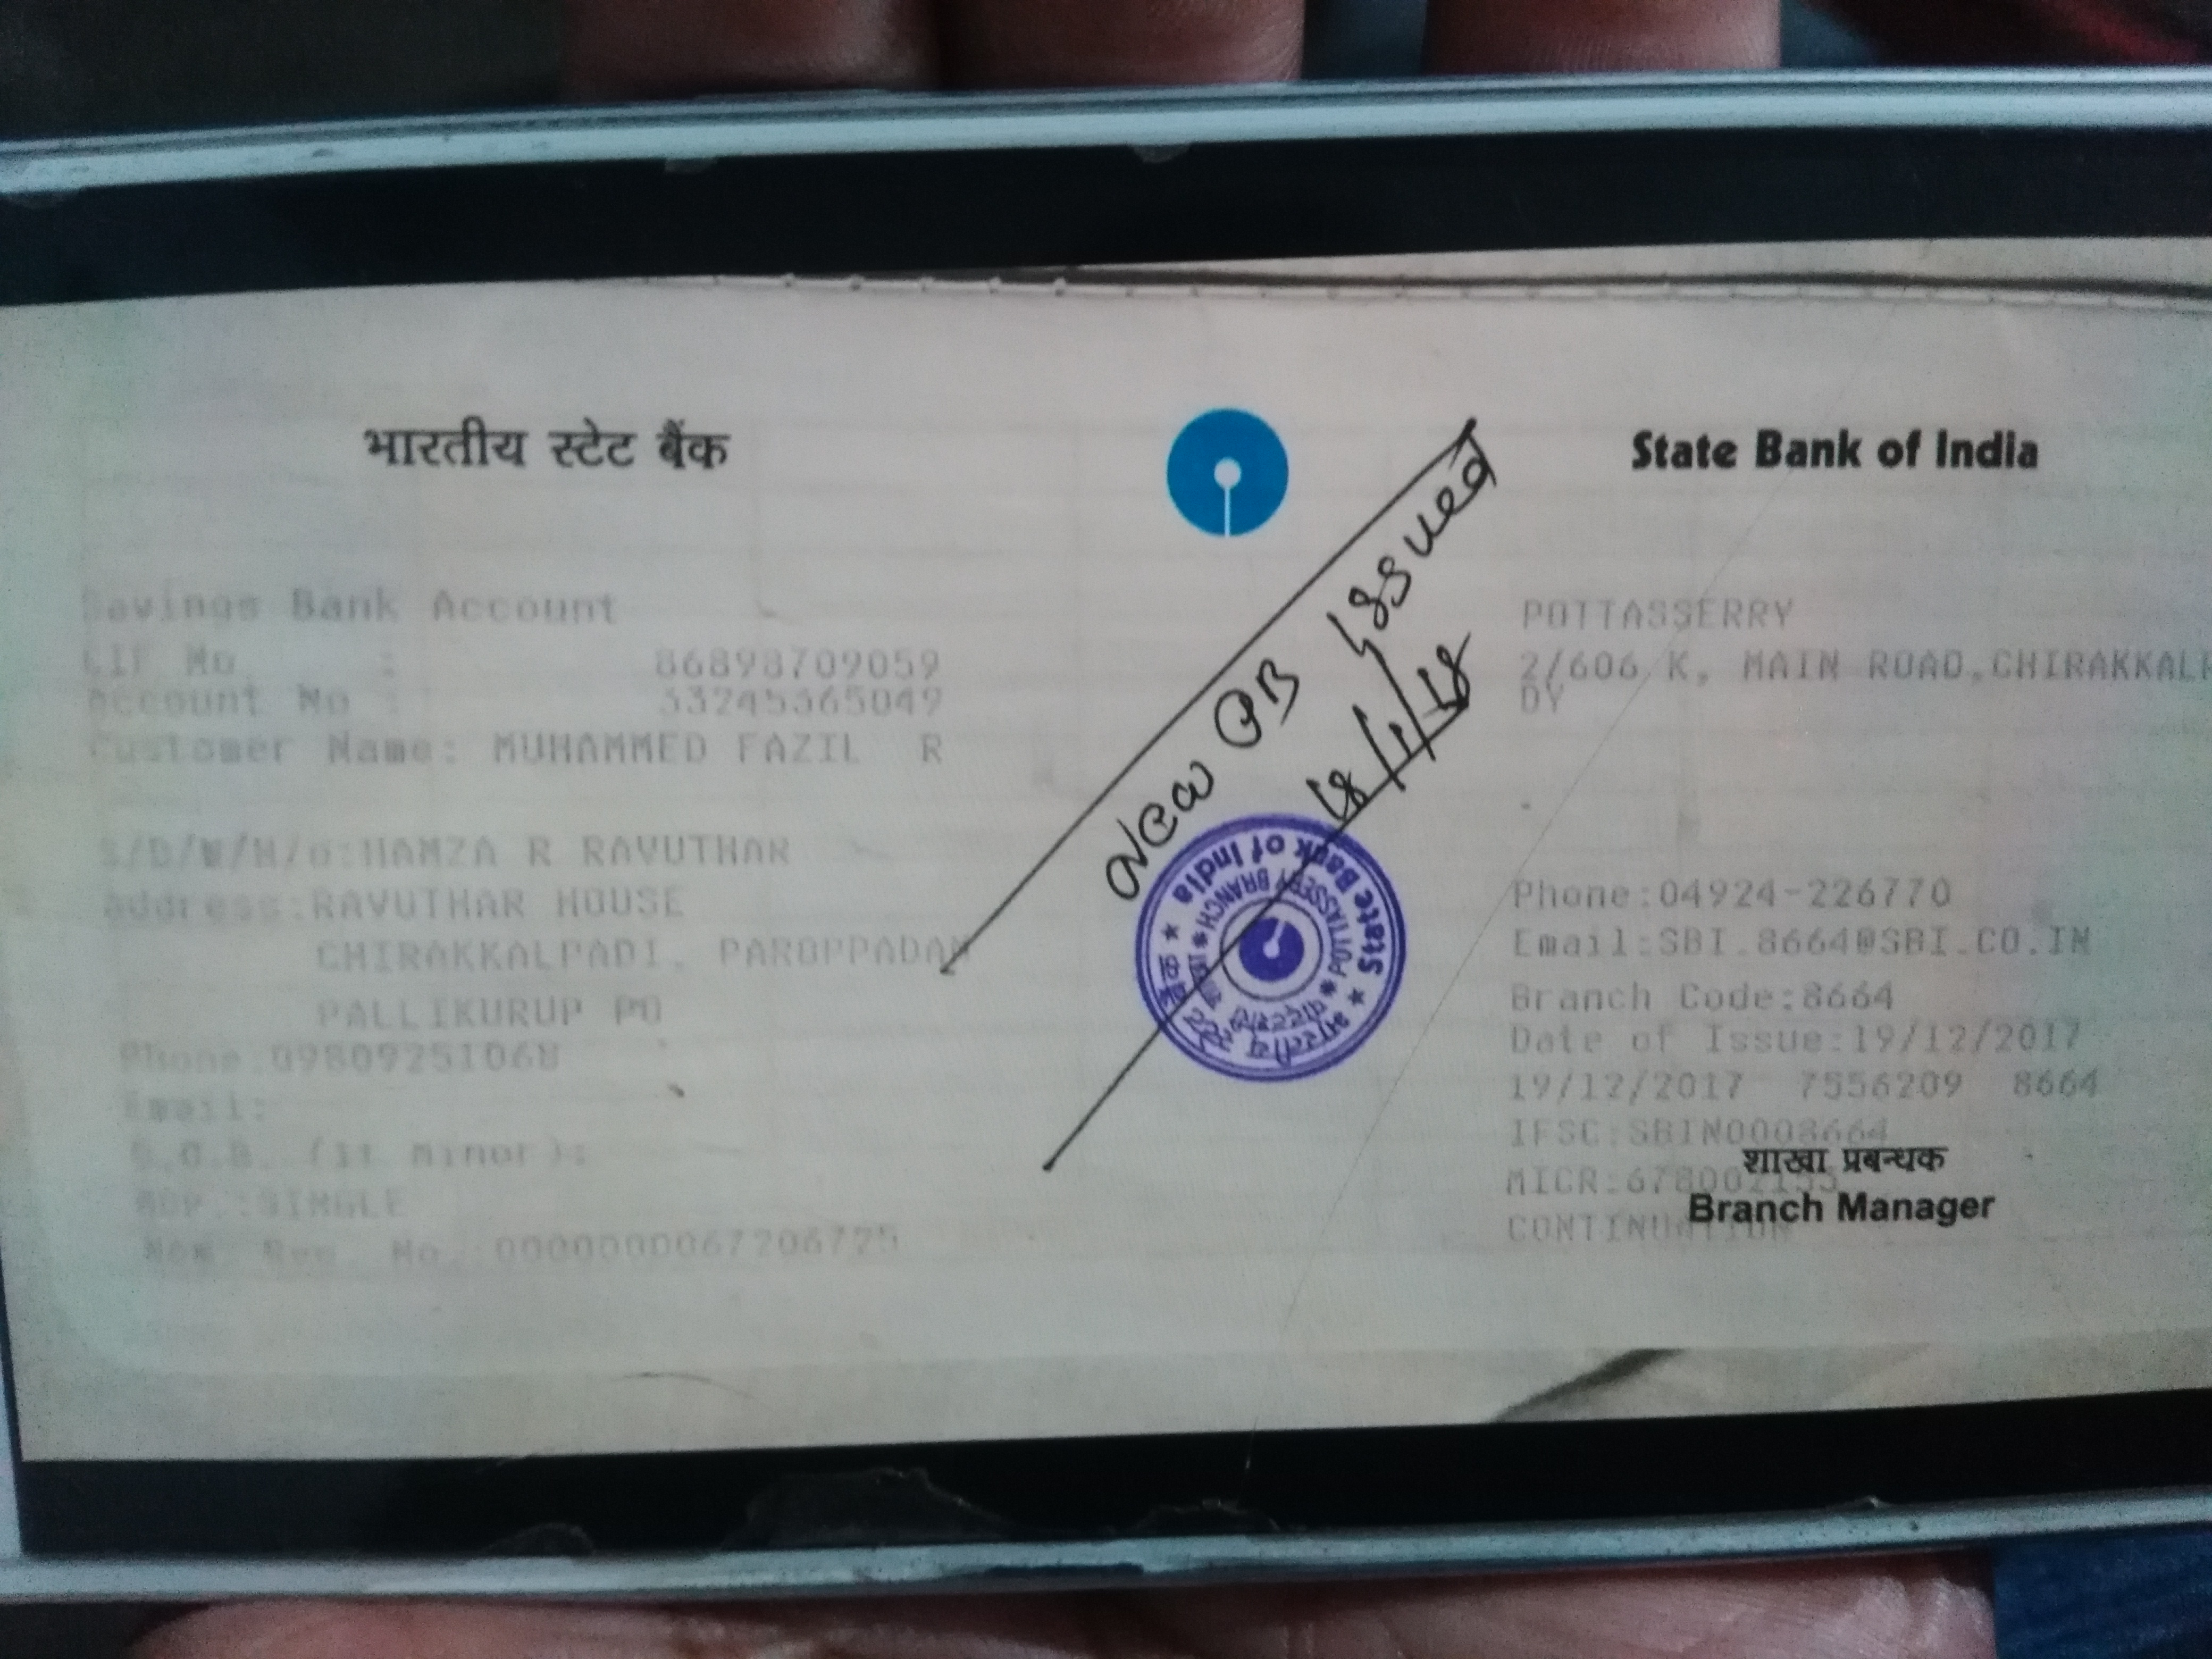 भारतीय स्टेट बैंक
State Bank of India
Savings Bank Account
CIF No : 86898709059
Account No : 33245365049
Customer Name: MUHAMMED FAZIL R
S/D/W/H/o:HAMZA R RAVUTHAR
Address:RAVUTHAR HOUSE
CHIRAKKALPADI, PAROPPADAM
PALLIKURUP PO
Phone:09809251068
Email:
D.O.B. (if minor):
MOP.:SINGLE
Nom Reg No 0000000067206725
New PB Issued
18/1/18
State Bank of India
POTTASSERY BRANCH
भारतीय स्टेट
POTTASSERRY
2/606 K, MAIN ROAD,CHIRAKKALP
DY
Phone:04924-226770
Email:SBI.8664@SBI.CO.IN
Branch Code:8664
Date of Issue:19/12/2017
19/12/2017 7556209 8664
IFSC:SBIN0008664
शाखा प्रबन्धक
MICR:678002155
Branch Manager
CONTINUATION